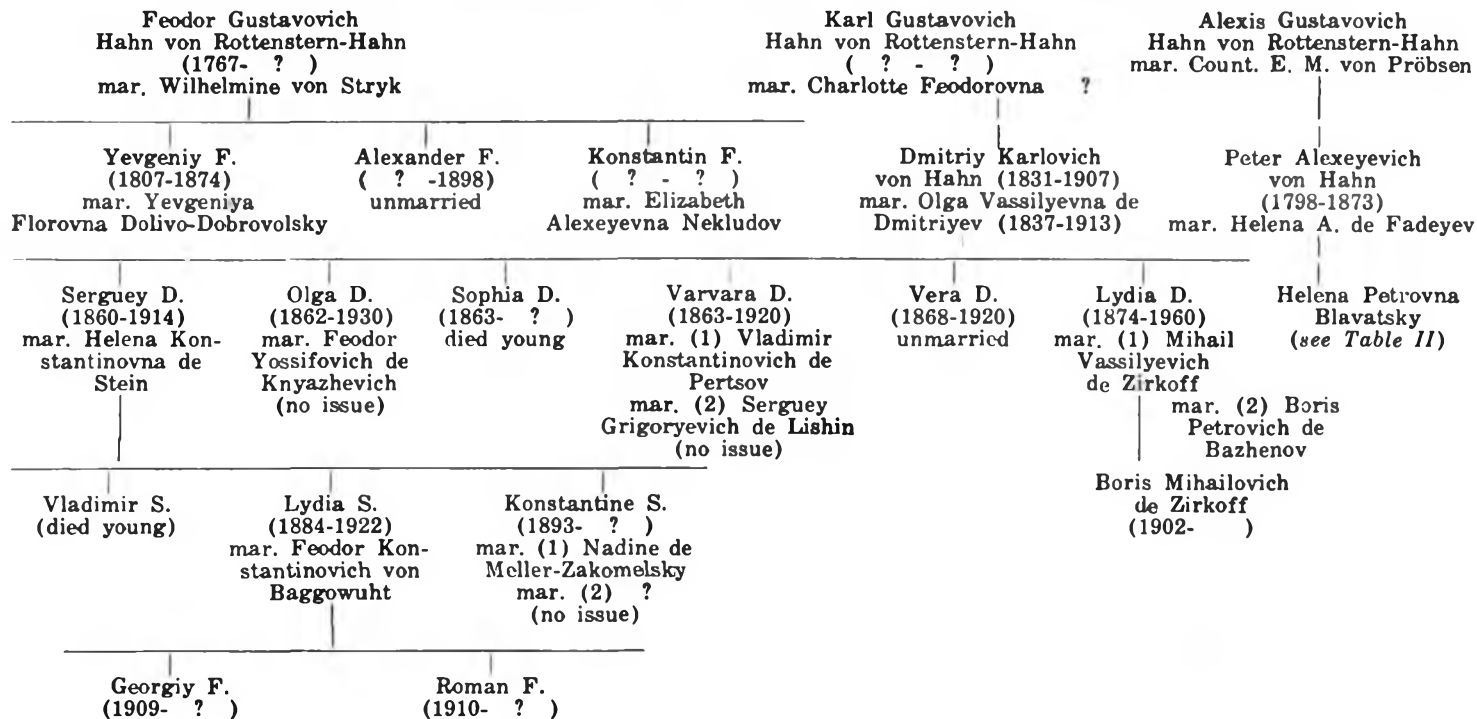 Feodor Gustavovich
Hahn von Rottenstern-Hahn
(1767- ? )
mar. Wilhelmine von Stryk
Karl Gustavovich
Hahn von Rottenstern-Hahn
( ? - ? )
mar. Charlotte Feodorovna ?
Alexis Gustavovich
Hahn von Rottenstern-Hahn
mar. Count. E. M. von Pröbsen
Yevgeniy F.
(1807-1874)
mar. Yevgeniya
Florovna Dolivo-Dobrovolsky
Alexander F.
( ? -1898)
unmarried
Konstantin F.
( ? - ? )
mar. Elizabeth
Alexeyevna Nekludov
Dmitriy Karlovich
von Hahn (1831-1907)
mar. Olga Vassilyevna de
Dmitriyev (1837-1913)
Peter Alexeyevich
von Hahn
(1798-1873)
mar. Helena A. de Fadeyev
Serguey D.
(1860-1914)
mar. Helena Kon-
stantinovna de
Stein
Olga D.
(1862-1930)
mar. Feodor
Yossifovich de
Knyazhevich
(no issue)
Sophia D.
(1863- ? )
died young
Varvara D.
(1863-1920)
mar. (1) Vladimir
Konstantinovich de
Pertsov
mar. (2) Serguey
Grigoryevich de Lishin
(no issue)
Vera D.
(1868-1920)
unmarried
Lydia D.
(1874-1960)
mar. (1) Mihail
Vassilyevich
de Zirkoff
mar. (2) Boris
Petrovich de
Bazhenov
Helena Petrovna
Blavatsky
(see Table II)
Vladimir S.
(died young)
Lydia S.
(1884-1922)
mar. Feodor Kon-
stantinovich von
Baggowuht
Konstantine S.
(1893- ? )
mar. (1) Nadine de
Meller-Zakomelsky
mar. (2) ?
(no issue)
Boris Mihailovich
de Zirkoff
(1902- )
Georgiy F.
(1909- ? )
Roman F.
(1910- ? )